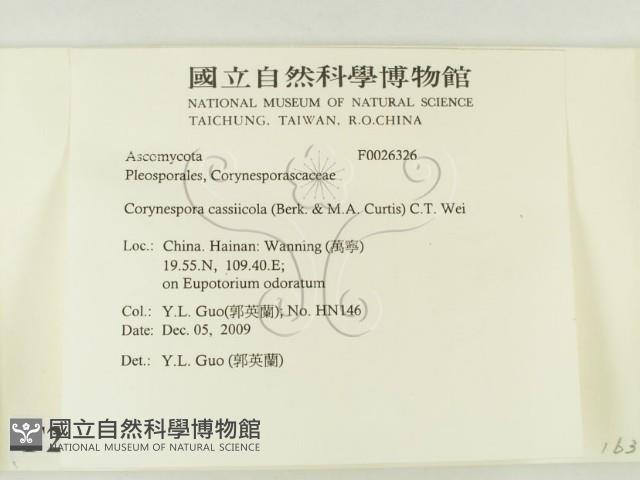 國立自然科學博物館
NATIONAL MUSEUM OF NATURAL SCIENCE
TAICHUNG, TAIWAN, R.O.CHINA
Ascomycota F0026326
Pleosporales, Corynesporascaceae
Corynespora cassiicola (Berk. & M.A. Curtis) C.T. Wei
Loc.: China. Hainan: Wanning (萬寧)
19.55.N, 109.40.E;
on Eupotorium odoratum
Col.: Y.L. Guo(郭英蘭); No. HN146
Date: Dec. 05, 2009
Det.: Y.L. Guo (郭英蘭)
國立自然科學博物館
NATIONAL MUSEUM OF NATURAL SCIENCE
163